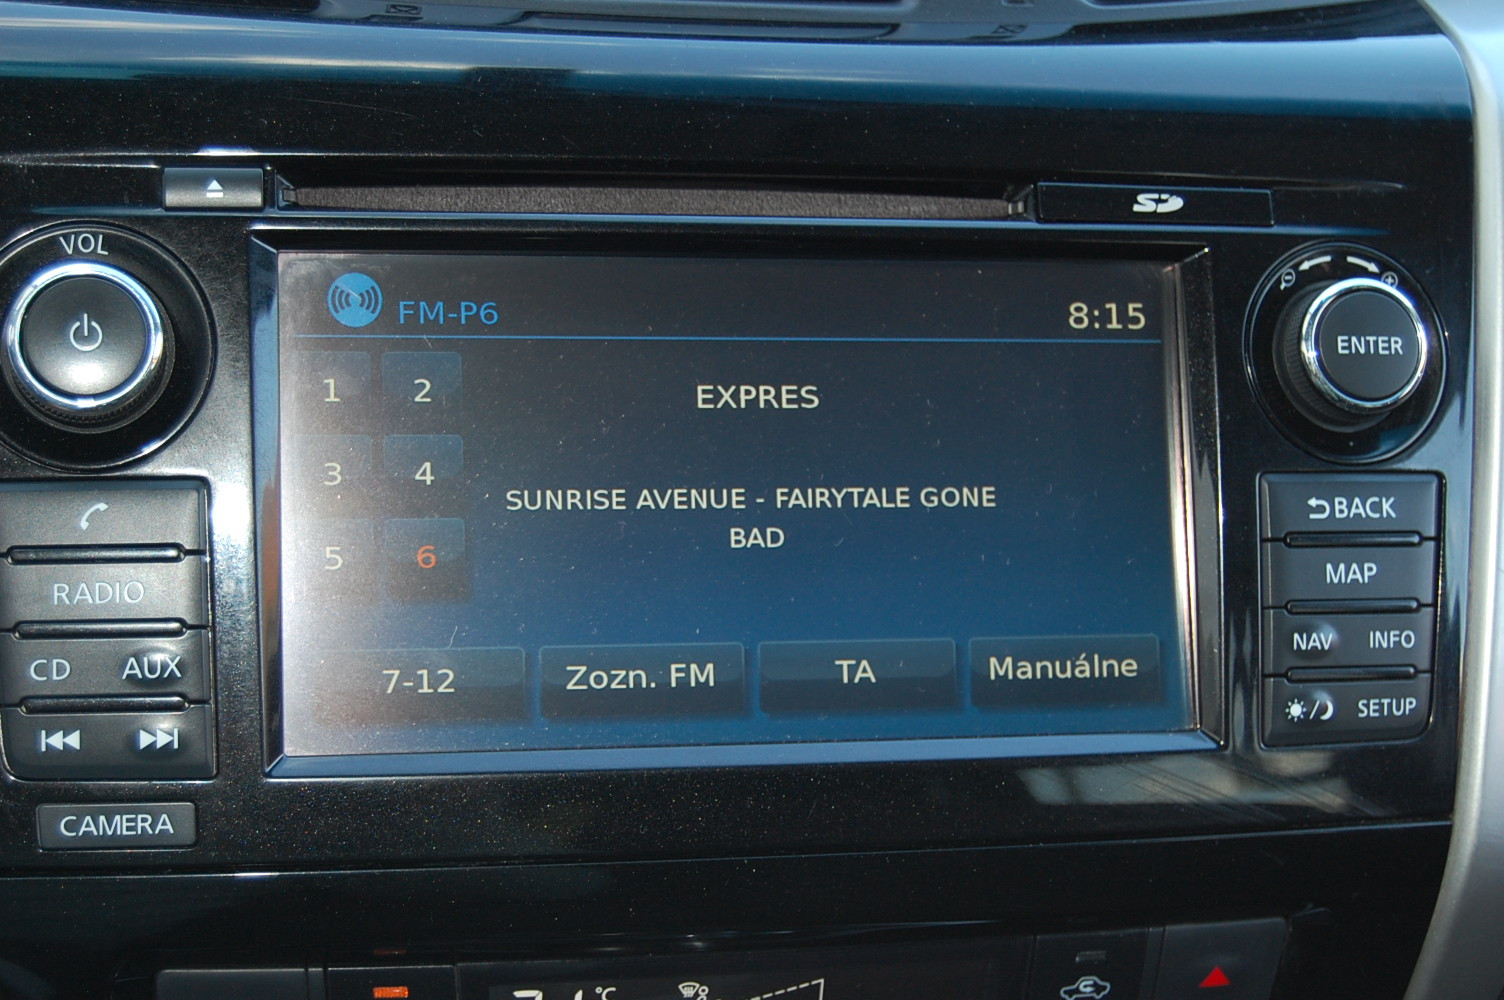 SD
VOL
FM-P6
8:15
ENTER
1 2
EXPRES
3 4
SUNRISE AVENUE - FAIRYTALE GONE
BAD
5 6
BACK
RADIO
MAP
CD AUX
NAV INFO
7-12 Zozn. FM TA Manuálne
SETUP
CAMERA
°C